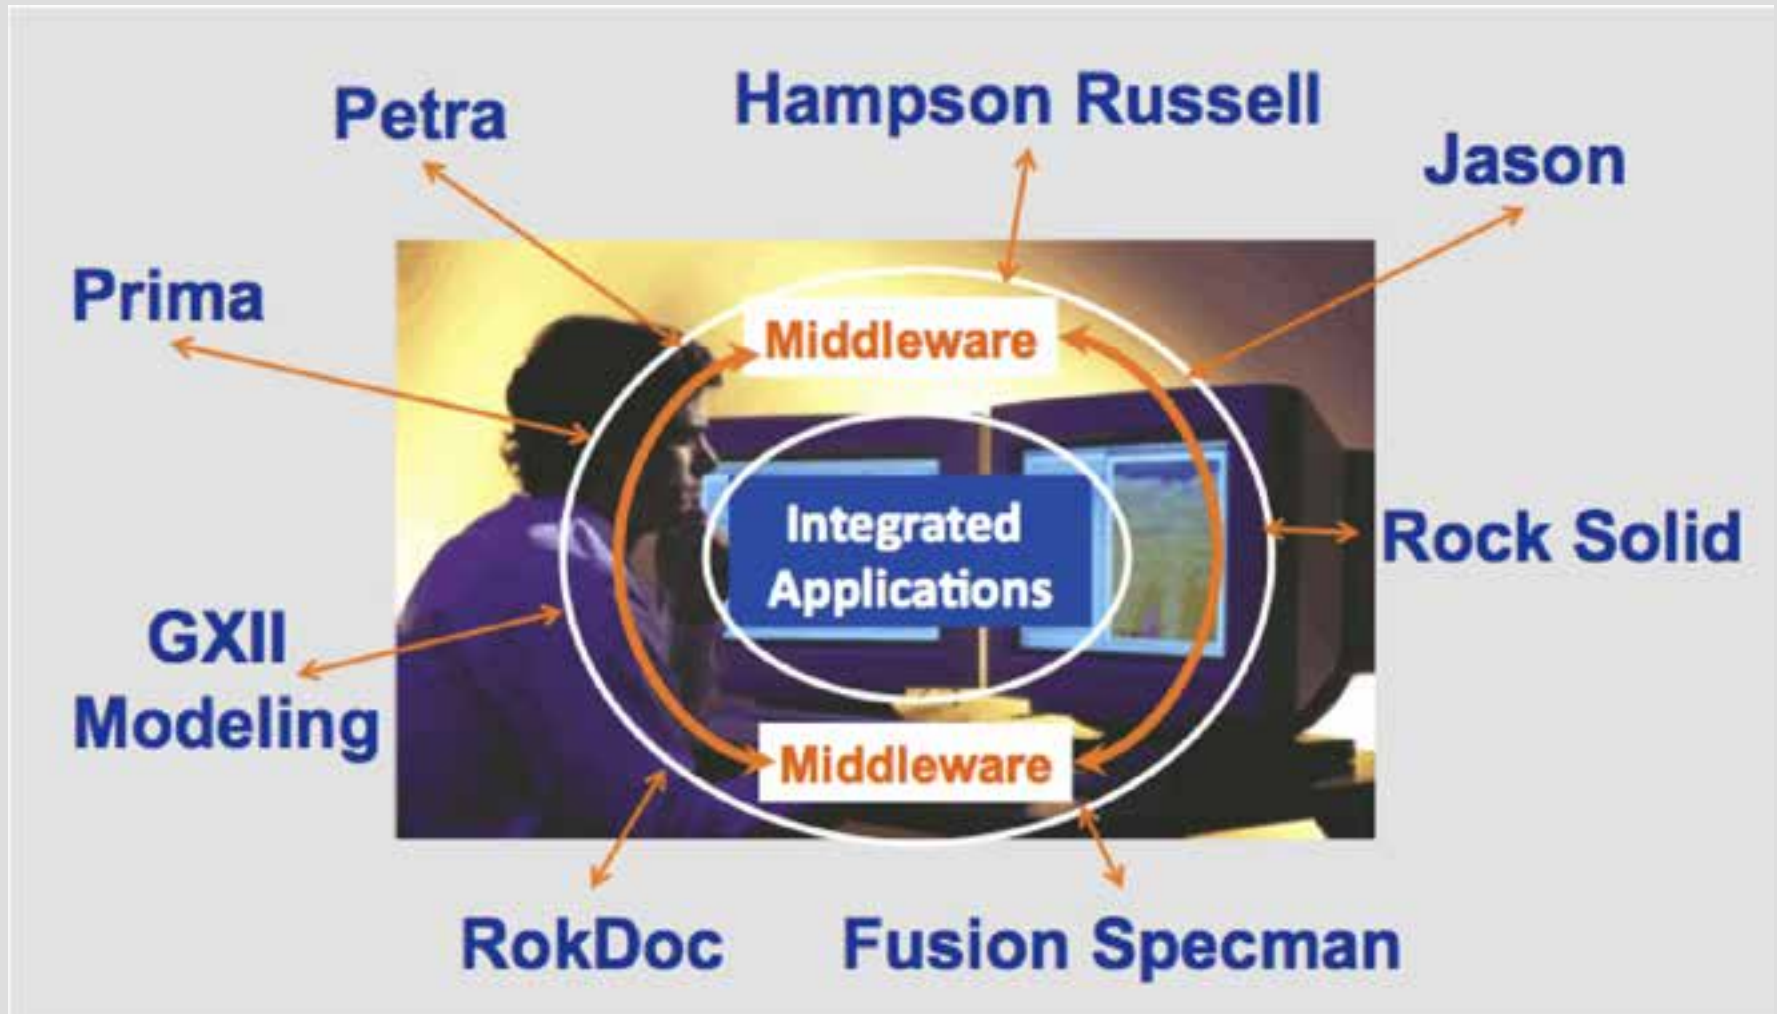 Petra
Hampson Russell
Jason
Prima
Middleware
Integrated
Applications
Rock Solid
GXII
Modeling
Middleware
RokDoc
Fusion Specman